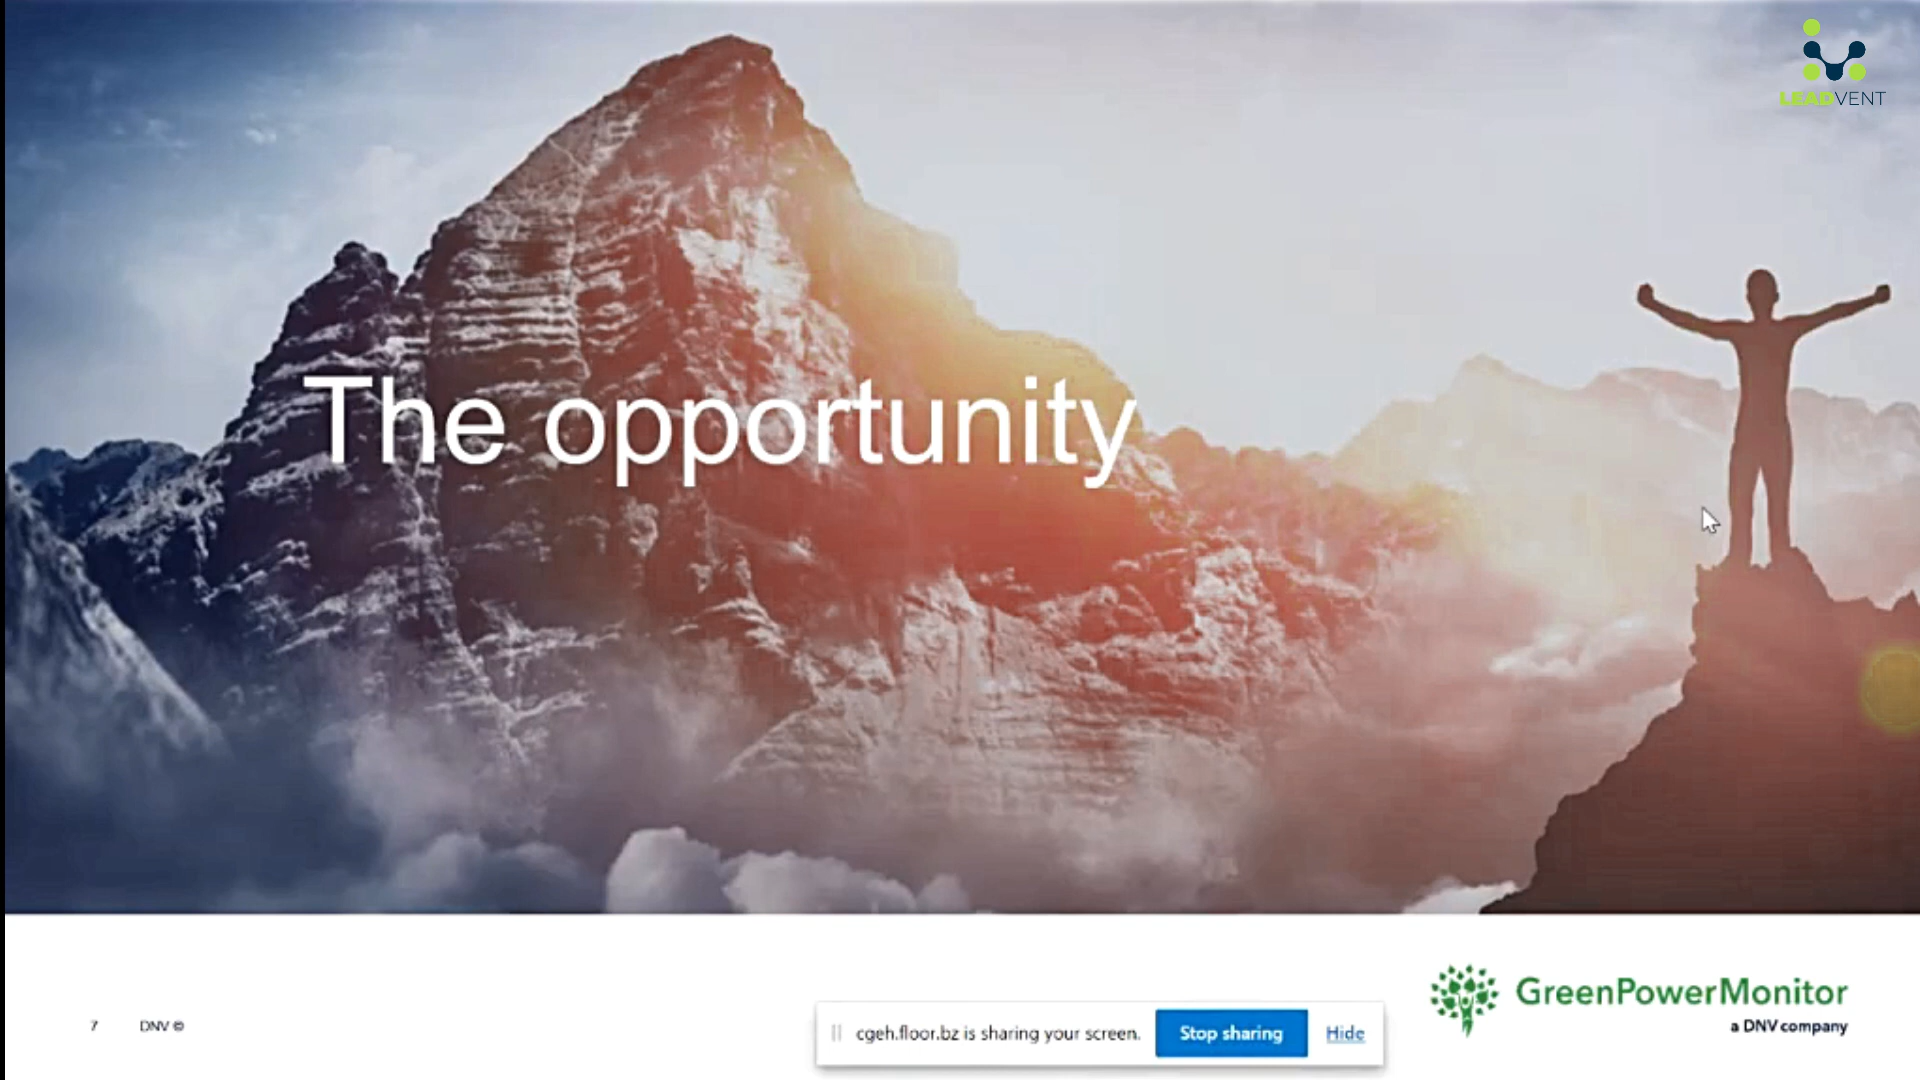 LEADVENT
The opportunity
GreenPowerMonitor
a DNV company
7
DNV ©
cgeh.floor.bz is sharing your screen.
Stop sharing
Hide